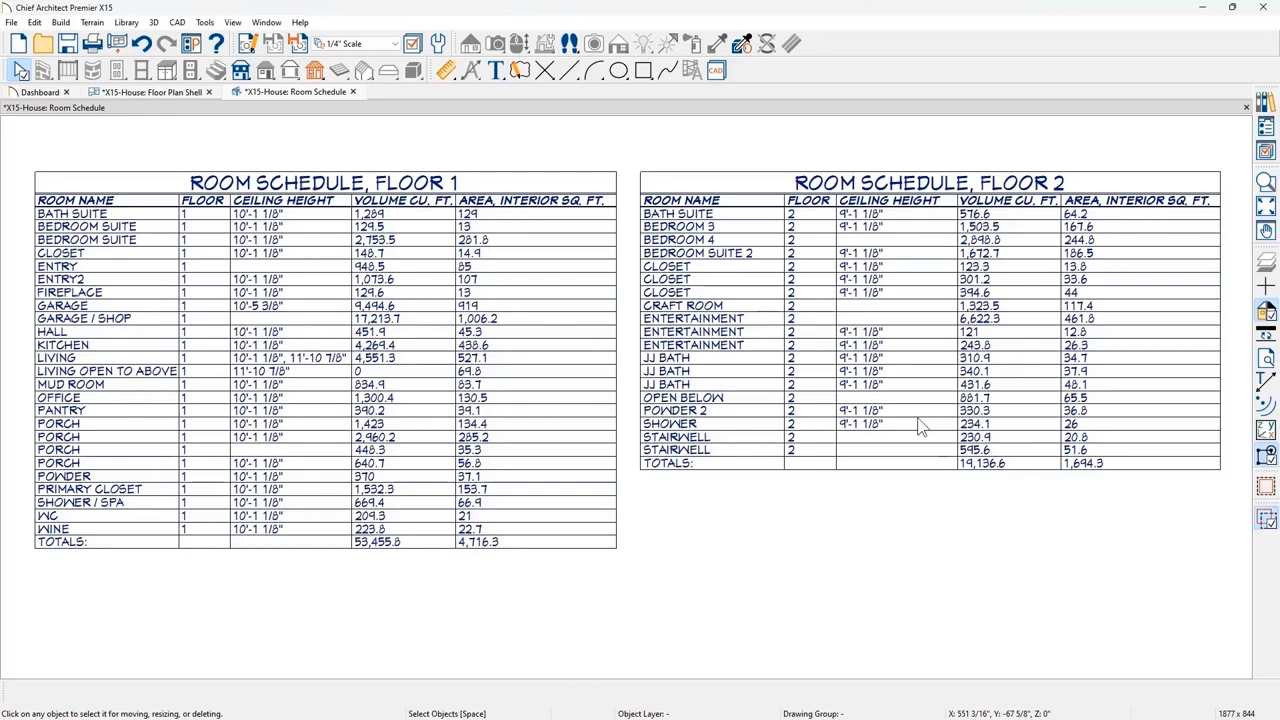 Chief Architect Premier X15
File Edit Build Terrain Library 3D CAD Tools View Window Help
1/4" Scale
CAD
Dashboard *X15-House: Floor Plan Shell *X15-House: Room Schedule
*X15-House: Room Schedule
ROOM SCHEDULE, FLOOR 1
ROOM NAME FLOOR CEILING HEIGHT VOLUME CU. FT. AREA, INTERIOR SQ. FT.
BATH SUITE 1 10'-1 1/8" 1,289 129
BEDROOM SUITE 1 10'-1 1/8" 129.5 13
BEDROOM SUITE 1 10'-1 1/8" 2,753.5 281.8
CLOSET 1 10'-1 1/8" 148.7 14.9
ENTRY 1 948.5 85
ENTRY2 1 10'-1 1/8" 1,073.6 107
FIREPLACE 1 10'-1 1/8" 129.6 13
GARAGE 1 10'-5 3/8" 9,494.6 919
GARAGE / SHOP 1 17,213.7 1,006.2
HALL 1 10'-1 1/8" 451.9 45.3
KITCHEN 1 10'-1 1/8" 4,269.4 438.6
LIVING 1 10'-1 1/8", 11'-10 7/8" 4,551.3 527.1
LIVING OPEN TO ABOVE 1 11'-10 7/8" 0 69.8
MUD ROOM 1 10'-1 1/8" 834.9 83.7
OFFICE 1 10'-1 1/8" 1,300.4 130.5
PANTRY 1 10'-1 1/8" 390.2 39.1
PORCH 1 10'-1 1/8" 1,423 134.4
PORCH 1 10'-1 1/8" 2,960.2 285.2
PORCH 1 448.3 35.3
PORCH 1 10'-1 1/8" 640.7 56.8
POWDER 1 10'-1 1/8" 370 37.1
PRIMARY CLOSET 1 10'-1 1/8" 1,532.3 153.7
SHOWER / SPA 1 10'-1 1/8" 669.4 66.9
WC 1 10'-1 1/8" 209.3 21
WINE 1 10'-1 1/8" 223.8 22.7
TOTALS: 53,455.8 4,716.3
ROOM SCHEDULE, FLOOR 2
ROOM NAME FLOOR CEILING HEIGHT VOLUME CU. FT. AREA, INTERIOR SQ. FT.
BATH SUITE 2 9'-1 1/8" 576.6 64.2
BEDROOM 3 2 9'-1 1/8" 1,503.5 167.6
BEDROOM 4 2 2,898.8 244.8
BEDROOM SUITE 2 2 9'-1 1/8" 1,672.7 186.5
CLOSET 2 9'-1 1/8" 123.3 13.8
CLOSET 2 9'-1 1/8" 301.2 33.6
CLOSET 2 9'-1 1/8" 394.6 44
CRAFT ROOM 2 1,323.5 117.4
ENTERTAINMENT 2 6,622.3 461.8
ENTERTAINMENT 2 9'-1 1/8" 121 12.8
ENTERTAINMENT 2 9'-1 1/8" 243.8 26.3
JJ BATH 2 9'-1 1/8" 310.9 34.7
JJ BATH 2 9'-1 1/8" 340.1 37.9
JJ BATH 2 9'-1 1/8" 431.6 48.1
OPEN BELOW 2 881.7 65.5
POWDER 2 2 9'-1 1/8" 330.3 36.8
SHOWER 2 9'-1 1/8" 234.1 26
STAIRWELL 2 230.9 20.8
STAIRWELL 2 595.6 51.6
TOTALS: 19,136.6 1,694.3
Click on any object to select it for moving, resizing, or deleting. Select Objects [Space] Object Layer: - Drawing Group: - X: 551 3/16", Y: -67 5/8", Z: 0" 1877 x 844